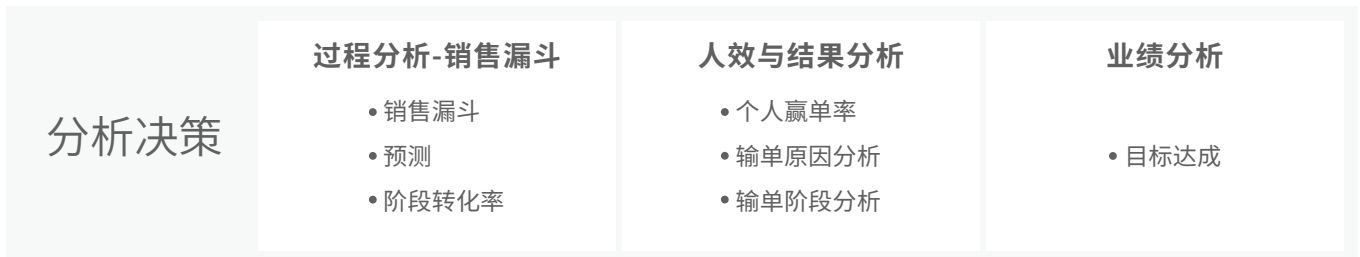 分析决策
过程分析-销售漏斗
• 销售漏斗
• 预测
• 阶段转化率
人效与结果分析
• 个人赢单率
• 输单原因分析
• 输单阶段分析
业绩分析
• 目标达成